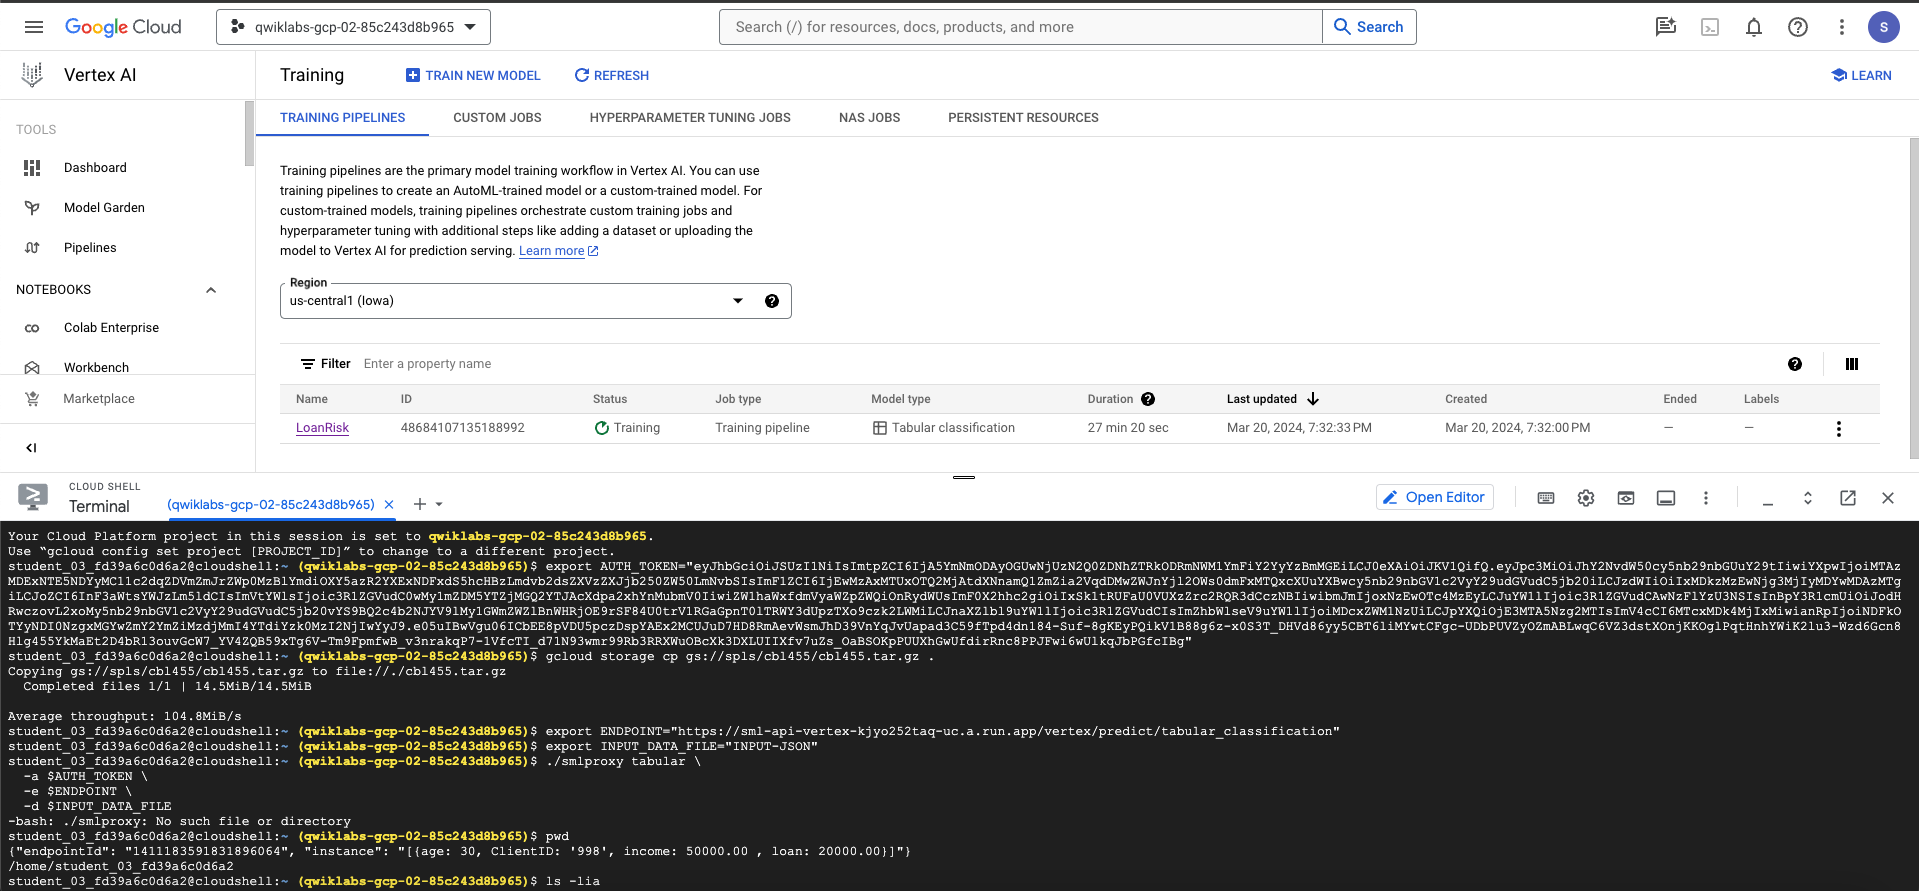 Google Cloud
qwiklabs-gcp-02-85c243d8b965
Search (/) for resources, docs, products, and more
Search
S
Vertex AI
Training
TRAIN NEW MODEL
REFRESH
LEARN
TOOLS
Dashboard
Model Garden
Pipelines
NOTEBOOKS
Colab Enterprise
Workbench
Marketplace
TRAINING PIPELINES
CUSTOM JOBS
HYPERPARAMETER TUNING JOBS
NAS JOBS
PERSISTENT RESOURCES
Training pipelines are the primary model training workflow in Vertex AI. You can use
training pipelines to create an AutoML-trained model or a custom-trained model. For
custom-trained models, training pipelines orchestrate custom training jobs and
hyperparameter tuning with additional steps like adding a dataset or uploading the
model to Vertex AI for prediction serving. Learn more
Region
us-central1 (Iowa)
Filter Enter a property name
Name ID Status Job type Model type Duration Last updated Created Ended Labels
LoanRisk 48684107135188992 Training Training pipeline Tabular classification 27 min 20 sec Mar 20, 2024, 7:32:33 PM Mar 20, 2024, 7:32:00 PM — —
CLOUD SHELL
Terminal
(qwiklabs-gcp-02-85c243d8b965)
Open Editor
Your Cloud Platform project in this session is set to qwiklabs-gcp-02-85c243d8b965.
Use “gcloud config set project [PROJECT_ID]” to change to a different project.
student_03_fd39a6c0d6a2@cloudshell:~ (qwiklabs-gcp-02-85c243d8b965)$ export AUTH_TOKEN=
student_03_fd39a6c0d6a2@cloudshell:~ (qwiklabs-gcp-02-85c243d8b965)$ gcloud storage cp gs://spls/cbl455/cbl455.tar.gz .
Copying gs://spls/cbl455/cbl455.tar.gz to file://./cbl455.tar.gz
Completed files 1/1 | 14.5MiB/14.5MiB
Average throughput: 104.8MiB/s
student_03_fd39a6c0d6a2@cloudshell:~ (qwiklabs-gcp-02-85c243d8b965)$ export ENDPOINT="https://sml-api-vertex-kjyo252taq-uc.a.run.app/vertex/predict/tabular_classification"
student_03_fd39a6c0d6a2@cloudshell:~ (qwiklabs-gcp-02-85c243d8b965)$ export INPUT_DATA_FILE="INPUT-JSON"
student_03_fd39a6c0d6a2@cloudshell:~ (qwiklabs-gcp-02-85c243d8b965)$ ./smlproxy tabular \
-a $AUTH_TOKEN \
-e $ENDPOINT \
-d $INPUT_DATA_FILE
-bash: ./smlproxy: No such file or directory
student_03_fd39a6c0d6a2@cloudshell:~ (qwiklabs-gcp-02-85c243d8b965)$ pwd
{"endpointId": "1411183591831896064", "instance": "[{age: 30, ClientID: '998', income: 50000.00 , loan: 20000.00}]"}
/home/student_03_fd39a6c0d6a2
student_03_fd39a6c0d6a2@cloudshell:~ (qwiklabs-gcp-02-85c243d8b965)$ ls -lia